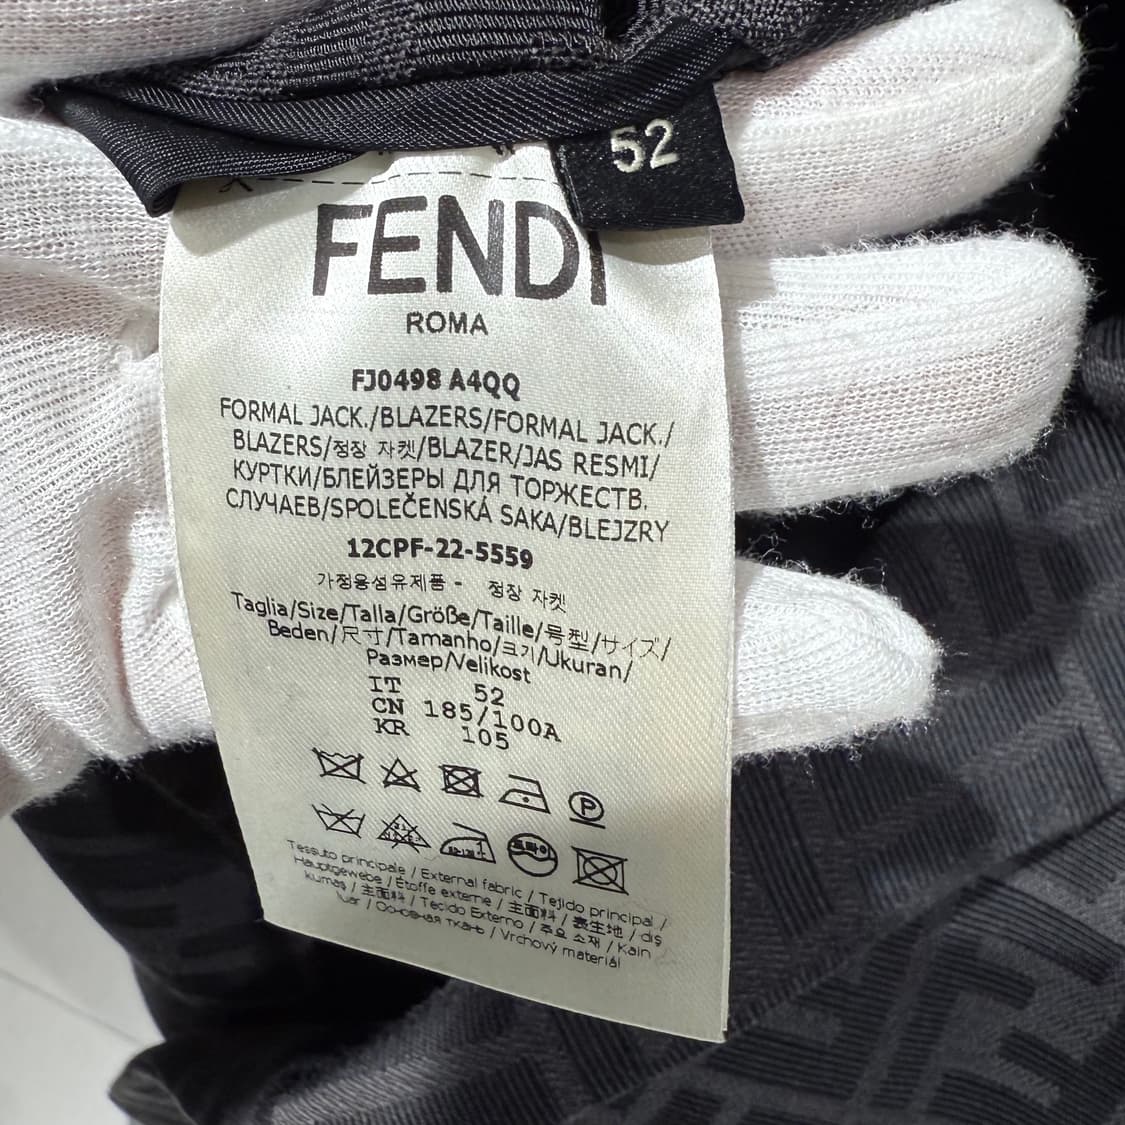 52
FENDI
ROMA
FJ0498 A4QQ
FORMAL JACK./BLAZERS/FORMAL JACK./
BLAZERS/정장 자켓/BLAZER/JAS RESMI/
КУРТКИ/БЛЕЙЗЕРЫ ДЛЯ ТОРЖЕСТВ.
СЛУЧАЕВ/SPOLEČENSKÁ SAKA/BLEJZRY
12CPF-22-5559
가정용섬유제품 - 정장 자켓
Taglia/Size/Talla/Größe/Taille/号型/サイズ/
Beden/尺寸/Tamanho/크기/Ukuran/
Размер/Velikost
IT 52
CN 185/100A
KR 105
P
드라이
Tessuto principale / External fabric / Tejido principal /
Hauptgewebe / Étoffe externe / 主面料 / 表生地 / dış
kumaş / 主面料 / Tecido Externo / 주요 소재 / Kain
luar / Основная ткань / Vrchový materiál